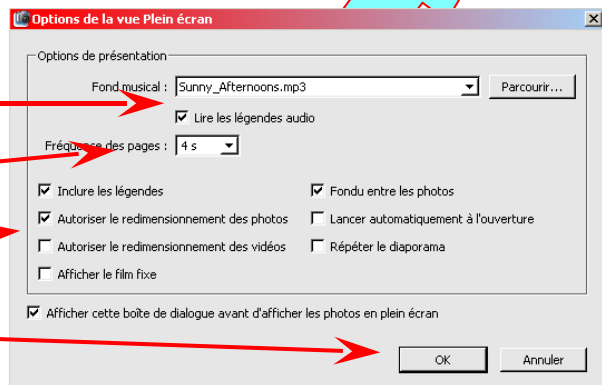 Options de la vue Plein écran
Options de présentation
Fond musical : Sunny_Afternoons.mp3 Parcourir...
Lire les légendes audio
Fréquence des pages : 4 s
Inclure les légendes Fondu entre les photos
Autoriser le redimensionnement des photos Lancer automatiquement à l'ouverture
Autoriser le redimensionnement des vidéos Répéter le diaporama
Afficher le film fixe
Afficher cette boîte de dialogue avant d'afficher les photos en plein écran
OK Annuler